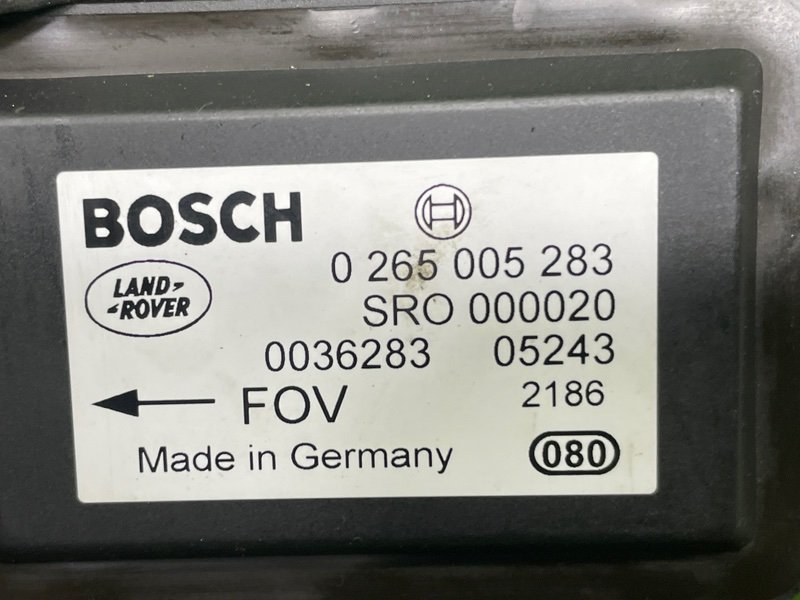 BOSCH
0 265 005 283
LAND-
-ROVER
SRO 000020
0036283 05243
FOV 2186
Made in Germany 080